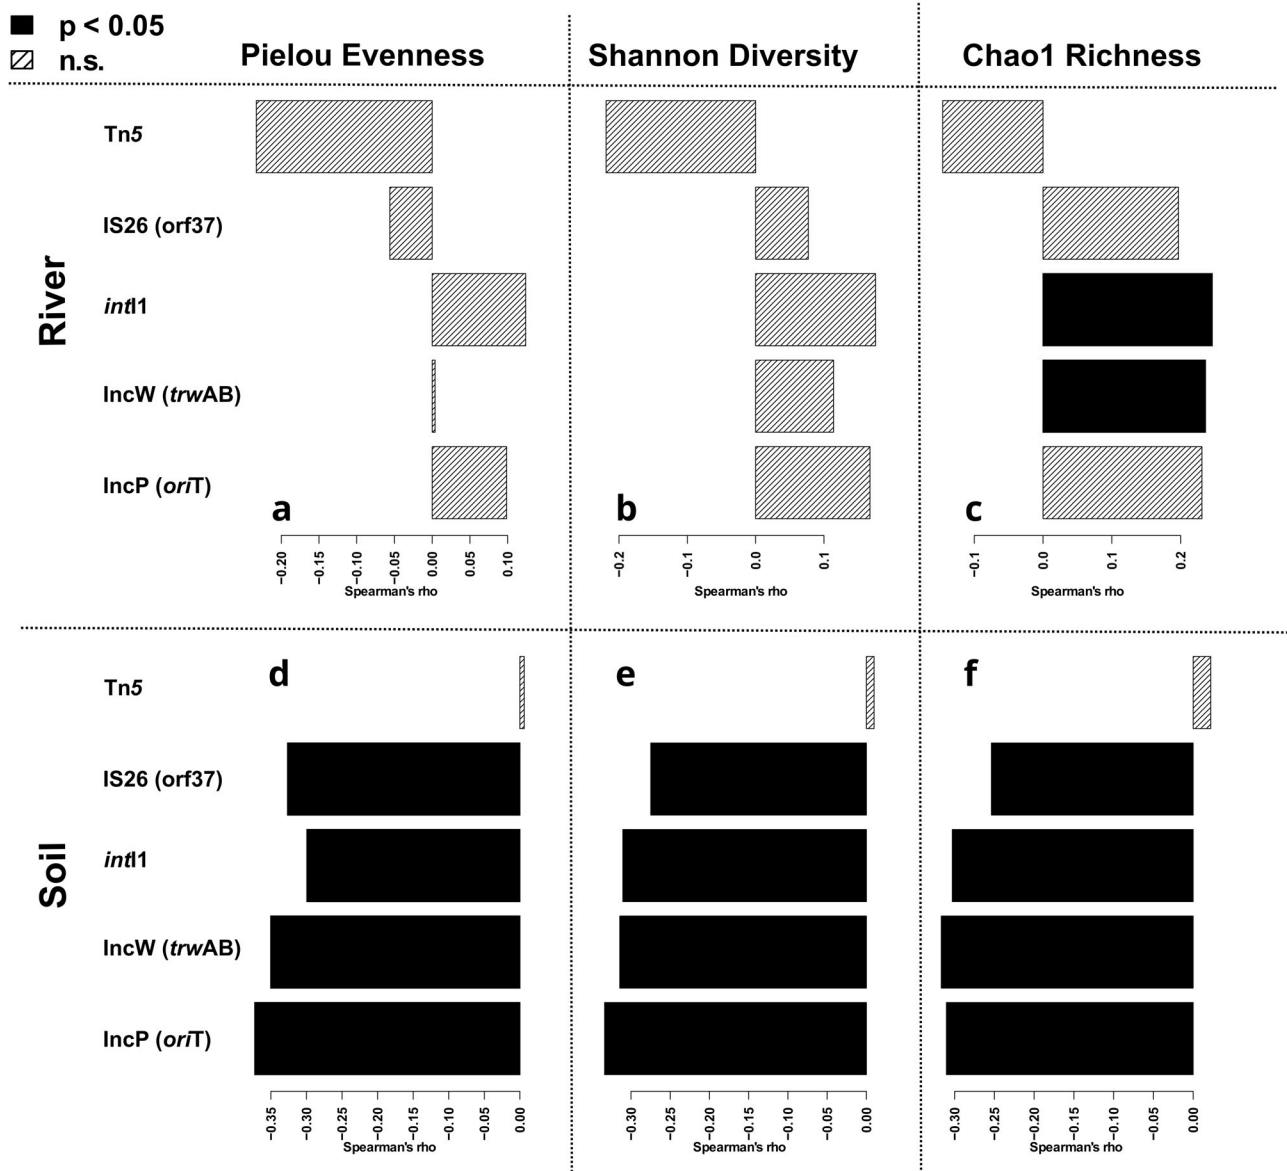 p < 0.05
n.s.
Pielou Evenness
Shannon Diversity
Chao1 Richness
River
Tn5
IS26 (orf37)
intI1
IncW (trwAB)
IncP (oriT)
a
−0.20
−0.15
−0.10
−0.05
0.00
0.05
0.10
Spearman's rho
b
−0.2
−0.1
0.0
0.1
Spearman's rho
c
−0.1
0.0
0.1
0.2
Spearman's rho
Soil
Tn5
IS26 (orf37)
intI1
IncW (trwAB)
IncP (oriT)
d
−0.35
−0.30
−0.25
−0.20
−0.15
−0.10
−0.05
0.00
Spearman's rho
e
−0.30
−0.25
−0.20
−0.15
−0.10
−0.05
0.00
Spearman's rho
f
−0.30
−0.25
−0.20
−0.15
−0.10
−0.05
0.00
Spearman's rho